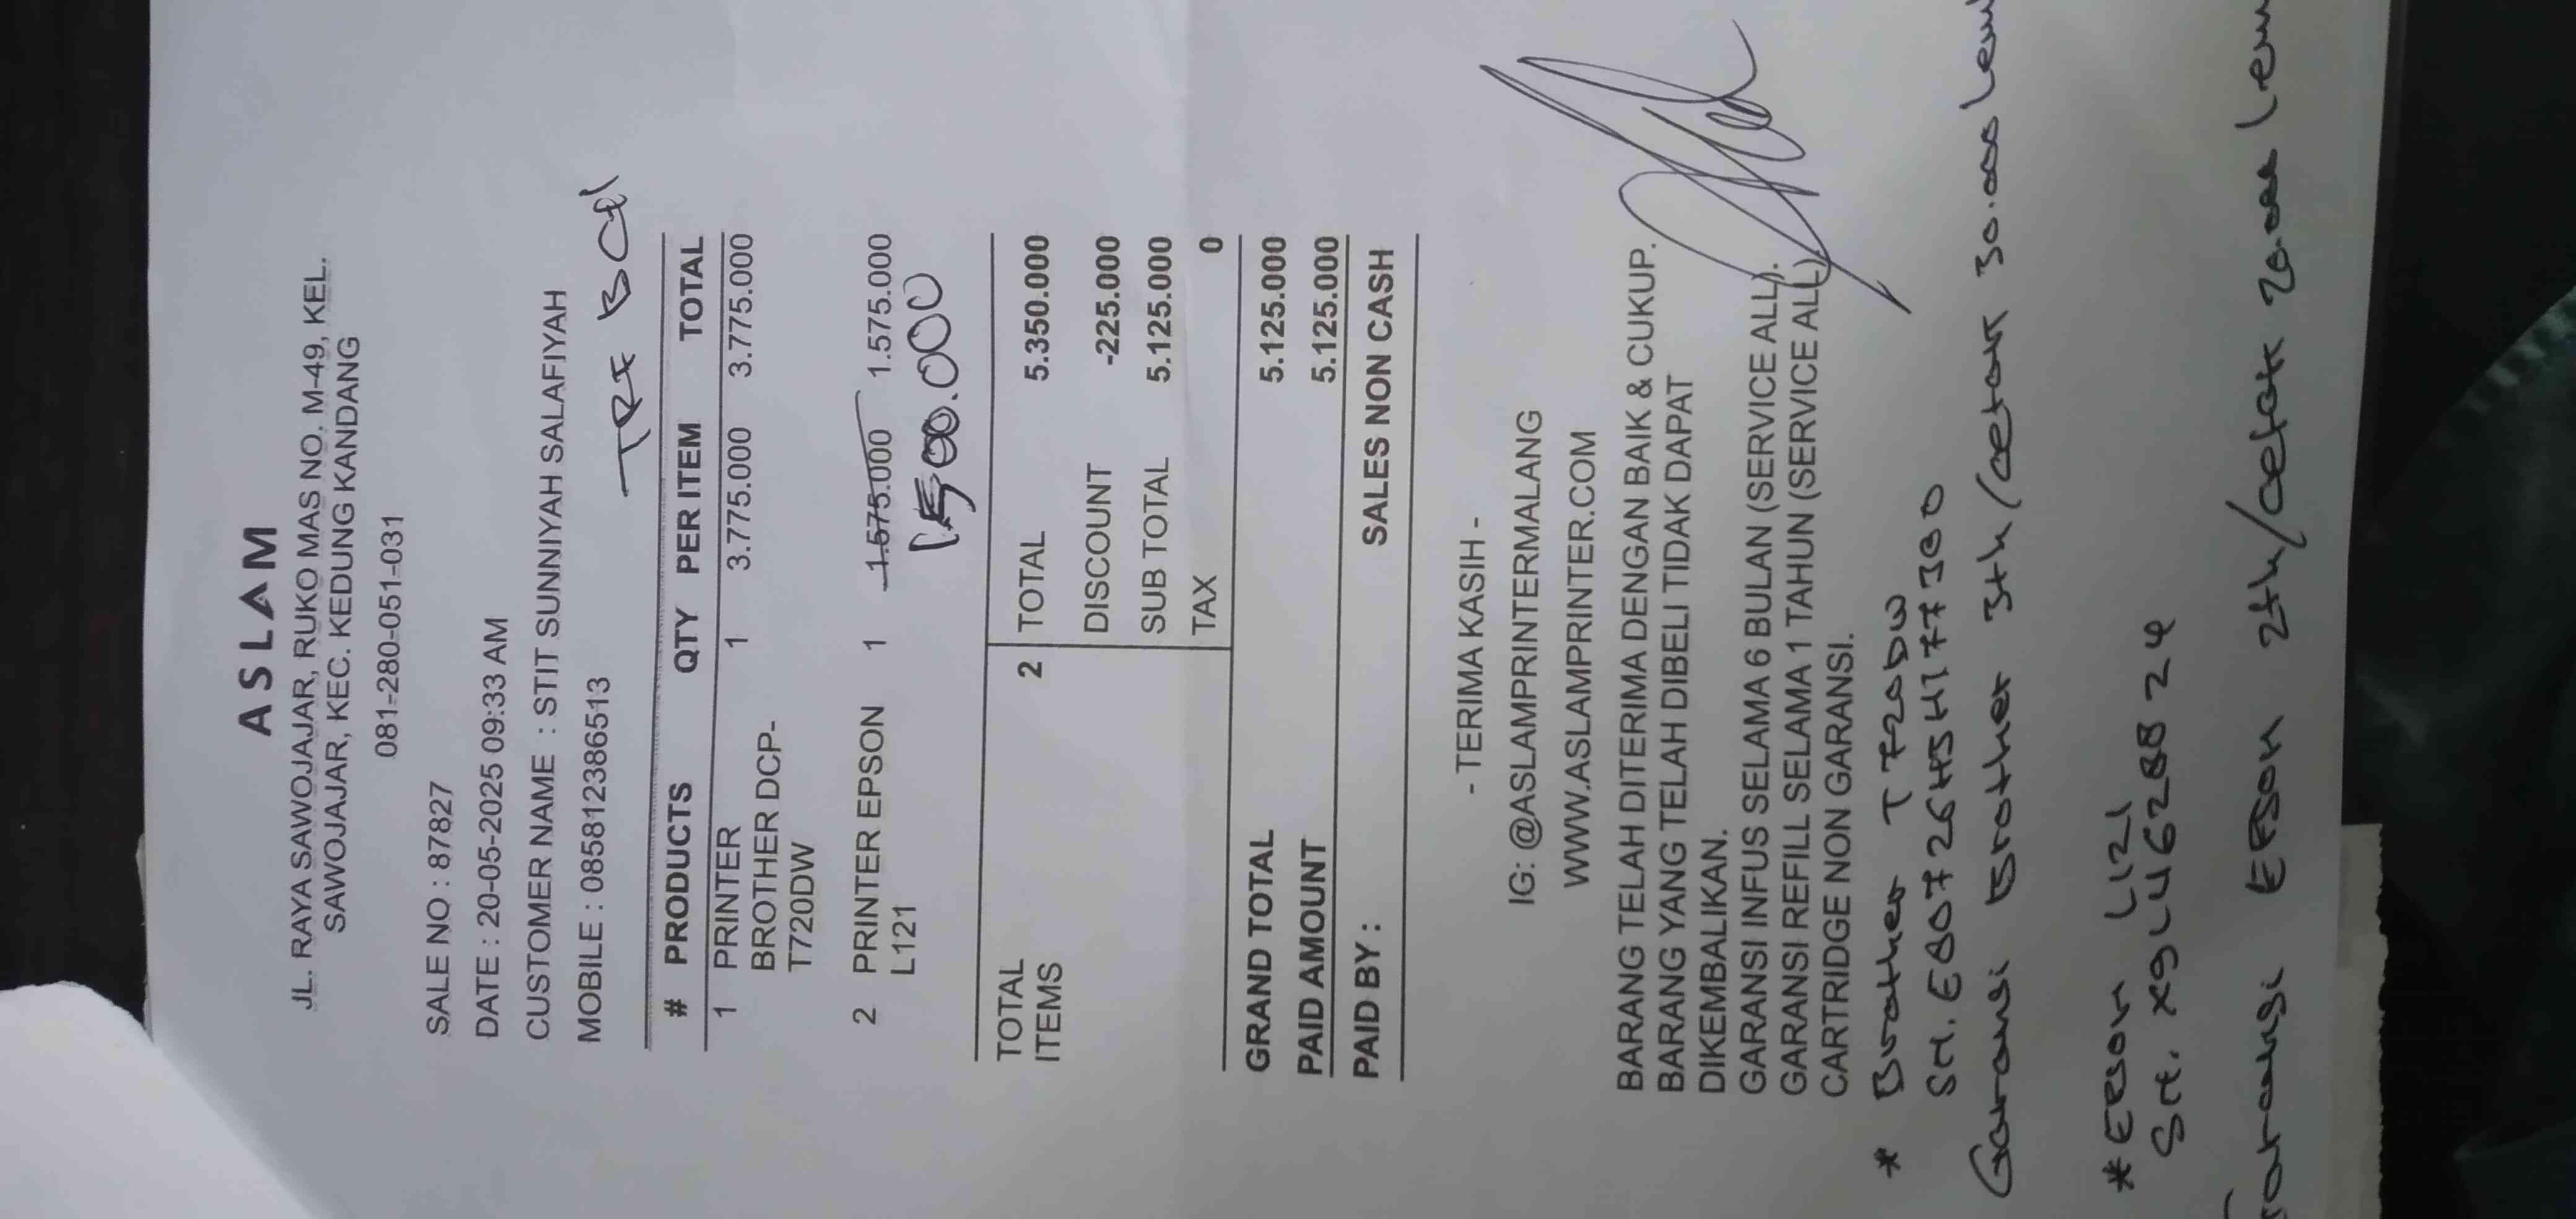 ASLAM
JL. RAYA SAWOJAJAR, RUKO MAS NO. M-49, KEL.
SAWOJAJAR, KEC. KEDUNG KANDANG
081-280-051-031
SALE NO : 87827
DATE : 20-05-2025 09:33 AM
CUSTOMER NAME : STIT SUNNIYAH SALAFIYAH
MOBILE : 085812386513
TRF BCA
# PRODUCTS QTY PER ITEM TOTAL
1 PRINTER 1 3.775.000 3.775.000
BROTHER DCP-
T720DW
2 PRINTER EPSON 1 1.575.000 1.575.000
L121
1.500.000
TOTAL 2 TOTAL 5.350.000
ITEMS
DISCOUNT -225.000
SUB TOTAL 5.125.000
TAX 0
GRAND TOTAL 5.125.000
PAID AMOUNT 5.125.000
PAID BY : SALES NON CASH
- TERIMA KASIH -
IG: @ASLAMPRINTERMALANG
WWW.ASLAMPRINTER.COM
BARANG TELAH DITERIMA DENGAN BAIK & CUKUP.
BARANG YANG TELAH DIBELI TIDAK DAPAT
DIKEMBALIKAN.
GARANSI INFUS SELAMA 6 BULAN (SERVICE ALL).
GARANSI REFILL SELAMA 1 TAHUN (SERVICE ALL).
CARTRIDGE NON GARANSI.
* Brother T720DW
SN. E80726H5H177300
Garansi Brother 3th/cetak 30.000 lem
* EPSON L121
SN. X9LU628824
Garansi EPSON 2th/cetak 20.000 lem